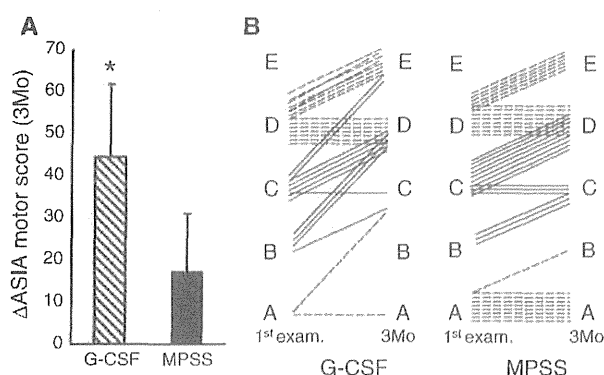 A
ΔASIA motor score (3Mo)
70
60
50
40
30
20
10
0
*
G-CSF MPSS
B
E E
D D
C C
B B
A A
1st exam. 3Mo
G-CSF
E E
D D
C C
B B
A A
1st exam. 3Mo
MPSS